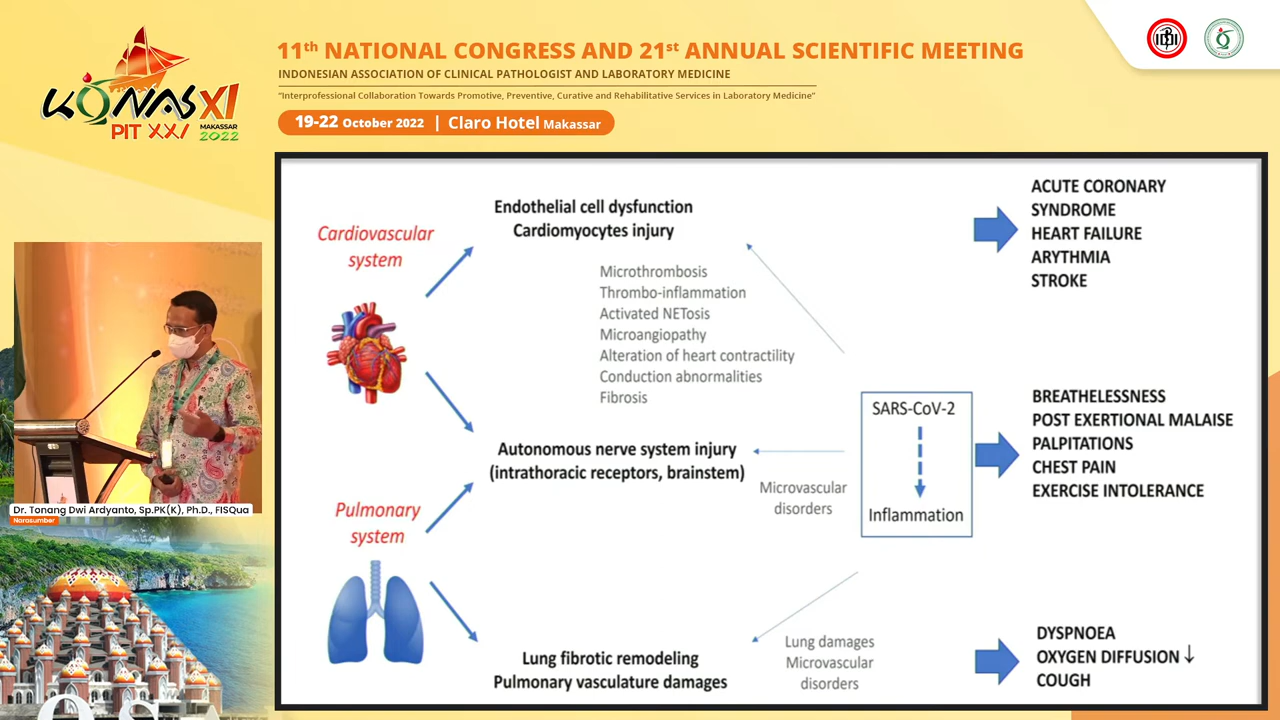 11th NATIONAL CONGRESS AND 21st ANNUAL SCIENTIFIC MEETING
INDONESIAN ASSOCIATION OF CLINICAL PATHOLOGIST AND LABORATORY MEDICINE
"Interprofessional Collaboration Towards Promotive, Preventive, Curative and Rehabilitative Services in Laboratory Medicine"
19-22 October 2022 | Claro Hotel Makassar
KONAS XI
PIT XXI
MAKASSAR
2022
IDI
Cardiovascular
system
Endothelial cell dysfunction
Cardiomyocytes injury
Microthrombosis
Thrombo-inflammation
Activated NETosis
Microangiopathy
Alteration of heart contractility
Conduction abnormalities
Fibrosis
ACUTE CORONARY
SYNDROME
HEART FAILURE
ARYTHMIA
STROKE
Autonomous nerve system injury
(intrathoracic receptors, brainstem)
Microvascular
disorders
SARS-CoV-2
Inflammation
BREATHELESSNESS
POST EXERTIONAL MALAISE
PALPITATIONS
CHEST PAIN
EXERCISE INTOLERANCE
Pulmonary
system
Lung fibrotic remodeling
Pulmonary vasculature damages
Lung damages
Microvascular
disorders
DYSPNOEA
OXYGEN DIFFUSION ↓
COUGH
Dr. Tonang Dwi Ardyanto, Sp.PK(K), Ph.D., FISQua
Narasumber